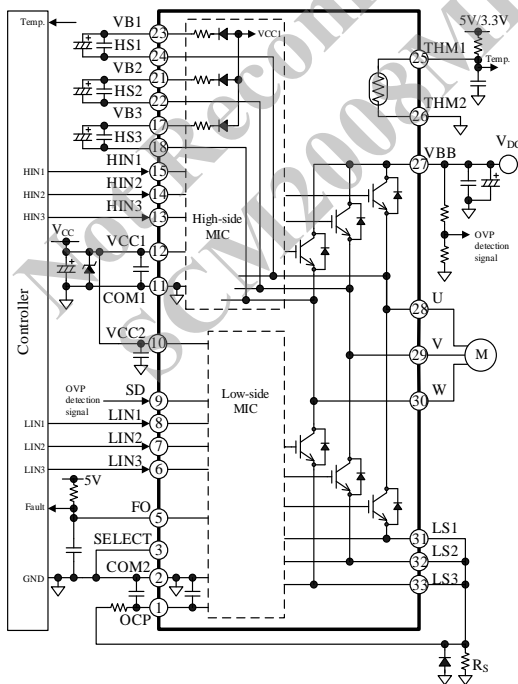 Not Recom
SCM2008M
Controller
Temp.
HIN1
HIN2
HIN3
VCC
OVP
detection
signal
LIN1
LIN2
LIN3
5V
Fault
GND
VB1
23
HS1
24
VB2
21
HS2
22
VB3
17
HS3
18
HIN1
15
HIN2
14
HIN3
13
VCC1
12
COM1
11
VCC2
10
SD
9
LIN1
8
LIN2
7
LIN3
6
FO
5
SELECT
3
COM2
2
1
OCP
VCC1
High-side
MIC
Low-side
MIC
5V/3.3V
THM1
25
Temp.
THM2
26
VDC
VBB
27
OVP
detection
signal
U
28
V
29
M
W
30
31
LS1
32
LS2
33
LS3
RS